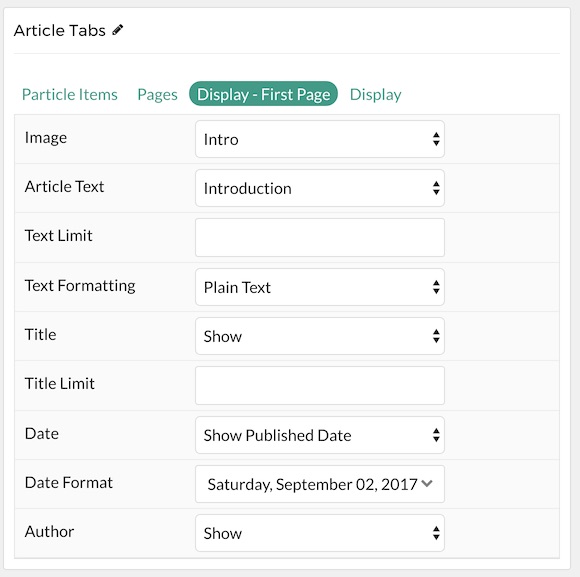 Article Tabs
Particle Items Pages Display - First Page Display
Image Intro
Article Text Introduction
Text Limit
Text Formatting Plain Text
Title Show
Title Limit
Date Show Published Date
Date Format Saturday, September 02, 2017
Author Show